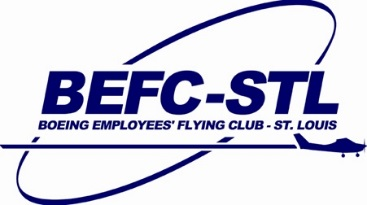 BEFC-STL
BOEING EMPLOYEES' FLYING CLUB - ST. LOUIS